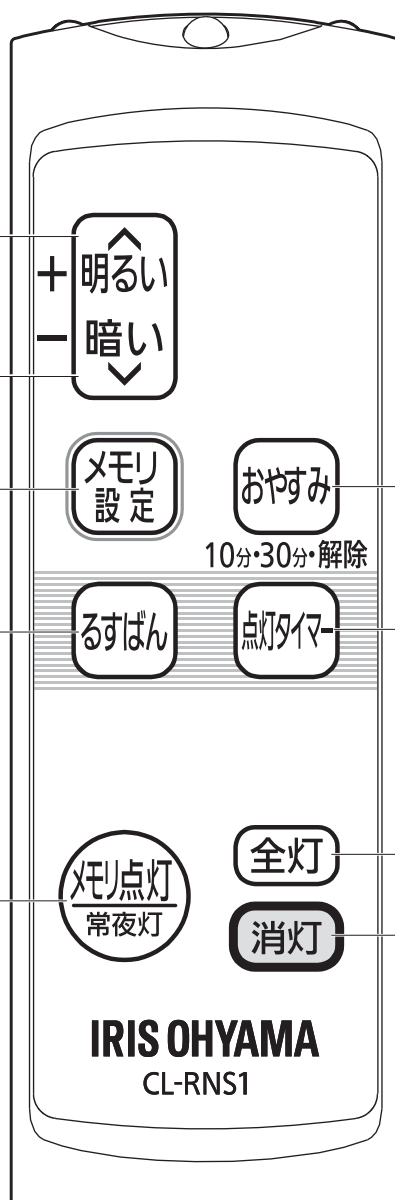 + 明るい
- 暗い
メモリ
設定
おやすみ
10分・30分・解除
るすばん
点灯タイマー
メモリ点灯
常夜灯
全灯
消灯
IRIS OHYAMA
CL-RNS1